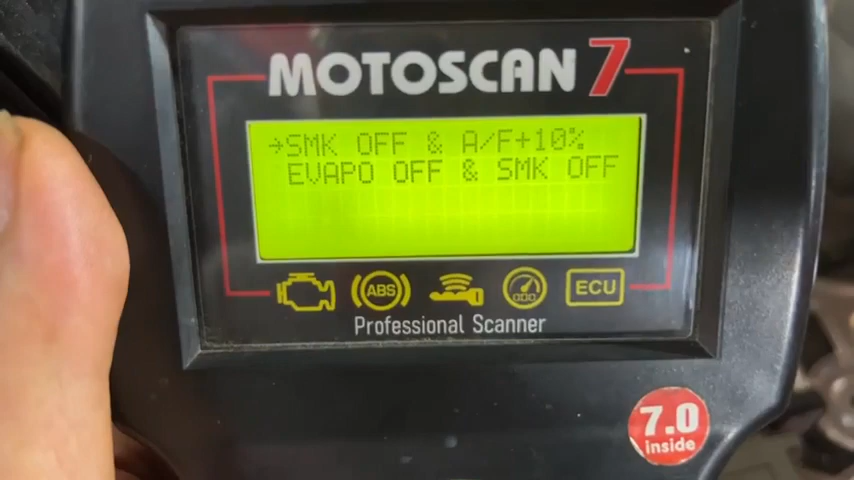 MOTOSCAN 7
→SMK OFF & A/F+10%
EVAPO OFF & SMK OFF
ABS
ECU
Professional Scanner
7.0
inside